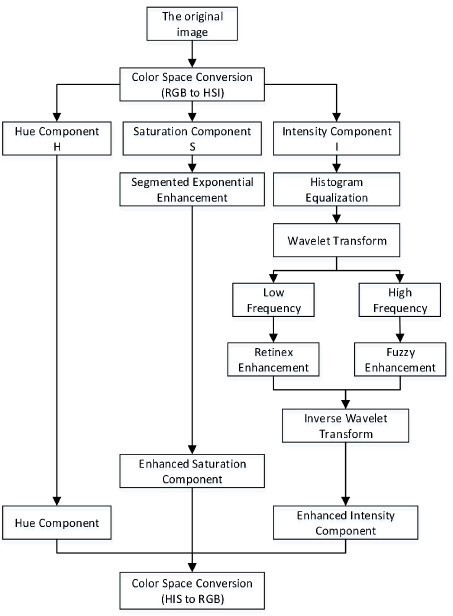 The original
image
Color Space Conversion
(RGB to HSI)
Hue Component
H
Saturation Component
S
Intensity Component
I
Segmented Exponential
Enhancement
Histogram
Equalization
Wavelet Transform
Low
Frequency
High
Frequency
Retinex
Enhancement
Fuzzy
Enhancement
Inverse Wavelet
Transform
Enhanced Saturation
Component
Hue Component
Enhanced Intensity
Component
Color Space Conversion
(HIS to RGB)